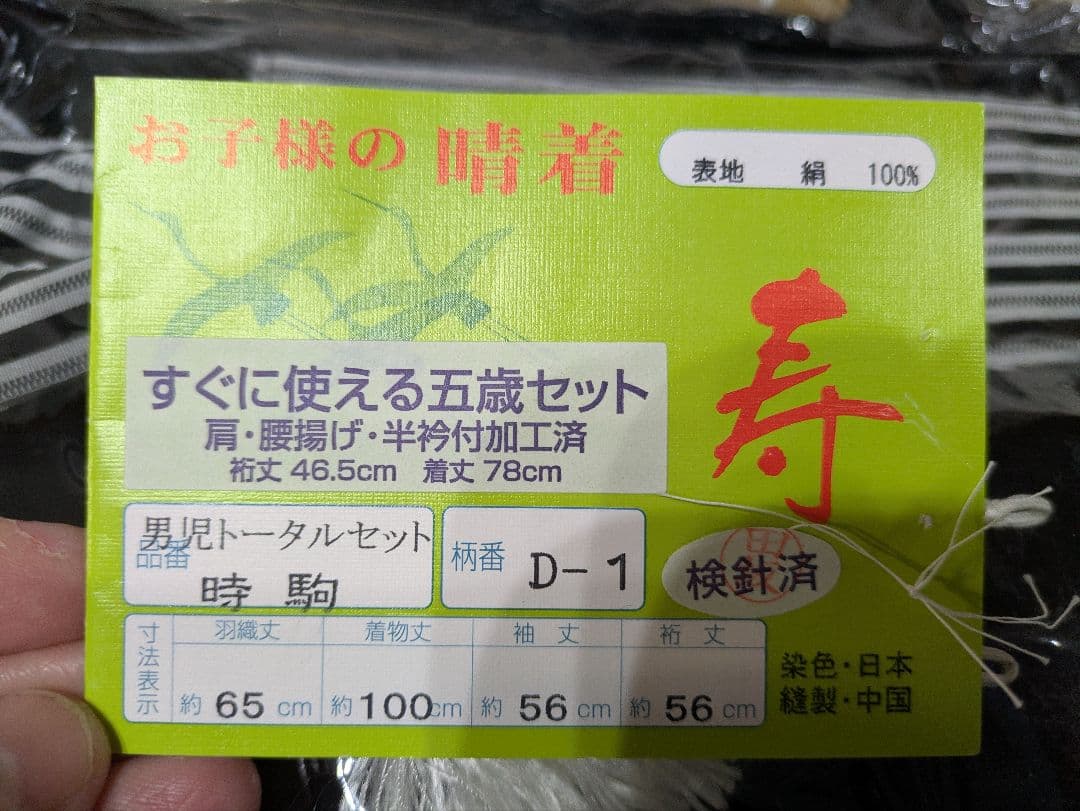 お子様の 晴着
表地 絹 100%
寿
すぐに使える五歳セット
肩・腰揚げ・半衿付加工済
裄丈 46.5cm 着丈 78cm
品番 男児トータルセット
時 駒
柄番 D-1
検針済
寸法表示
羽織丈 着物丈 袖丈 裄丈
約 65 cm 約 100cm 約 56 cm 約 56 cm
染色・日本
縫製・中国